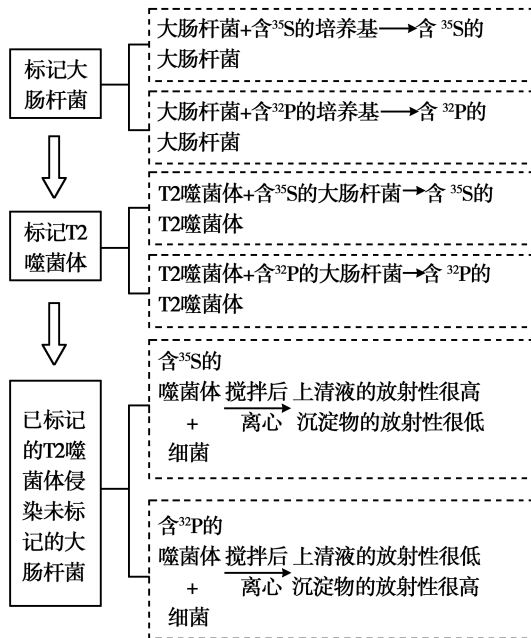 标记大
肠杆菌
大肠杆菌+含³⁵S的培养基→含 ³⁵S的
大肠杆菌
大肠杆菌+含³²P的培养基→含 ³²P的
大肠杆菌
标记T2
噬菌体
T2噬菌体+含³⁵S的大肠杆菌→含 ³⁵S的
T2噬菌体
T2噬菌体+含³²P的大肠杆菌→含 ³²P的
T2噬菌体
已标记
的T2噬
菌体侵
染未标
记的大
肠杆菌
含³⁵S的
噬菌体 搅拌后 上清液的放射性很高
+ 离心 沉淀物的放射性很低
细菌
含³²P的
噬菌体 搅拌后 上清液的放射性很低
+ 离心 沉淀物的放射性很高
细菌